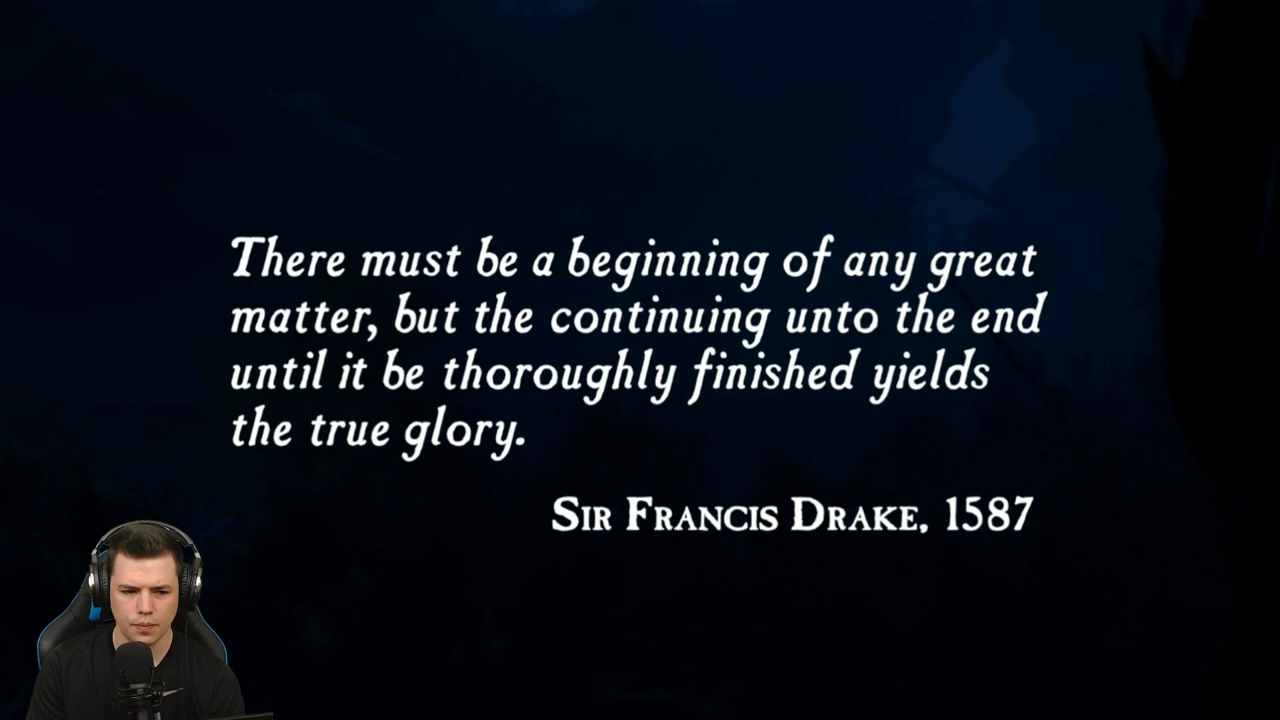 There must be a beginning of any great
matter, but the continuing unto the end
until it be thoroughly finished yields
the true glory.
Sir Francis Drake, 1587